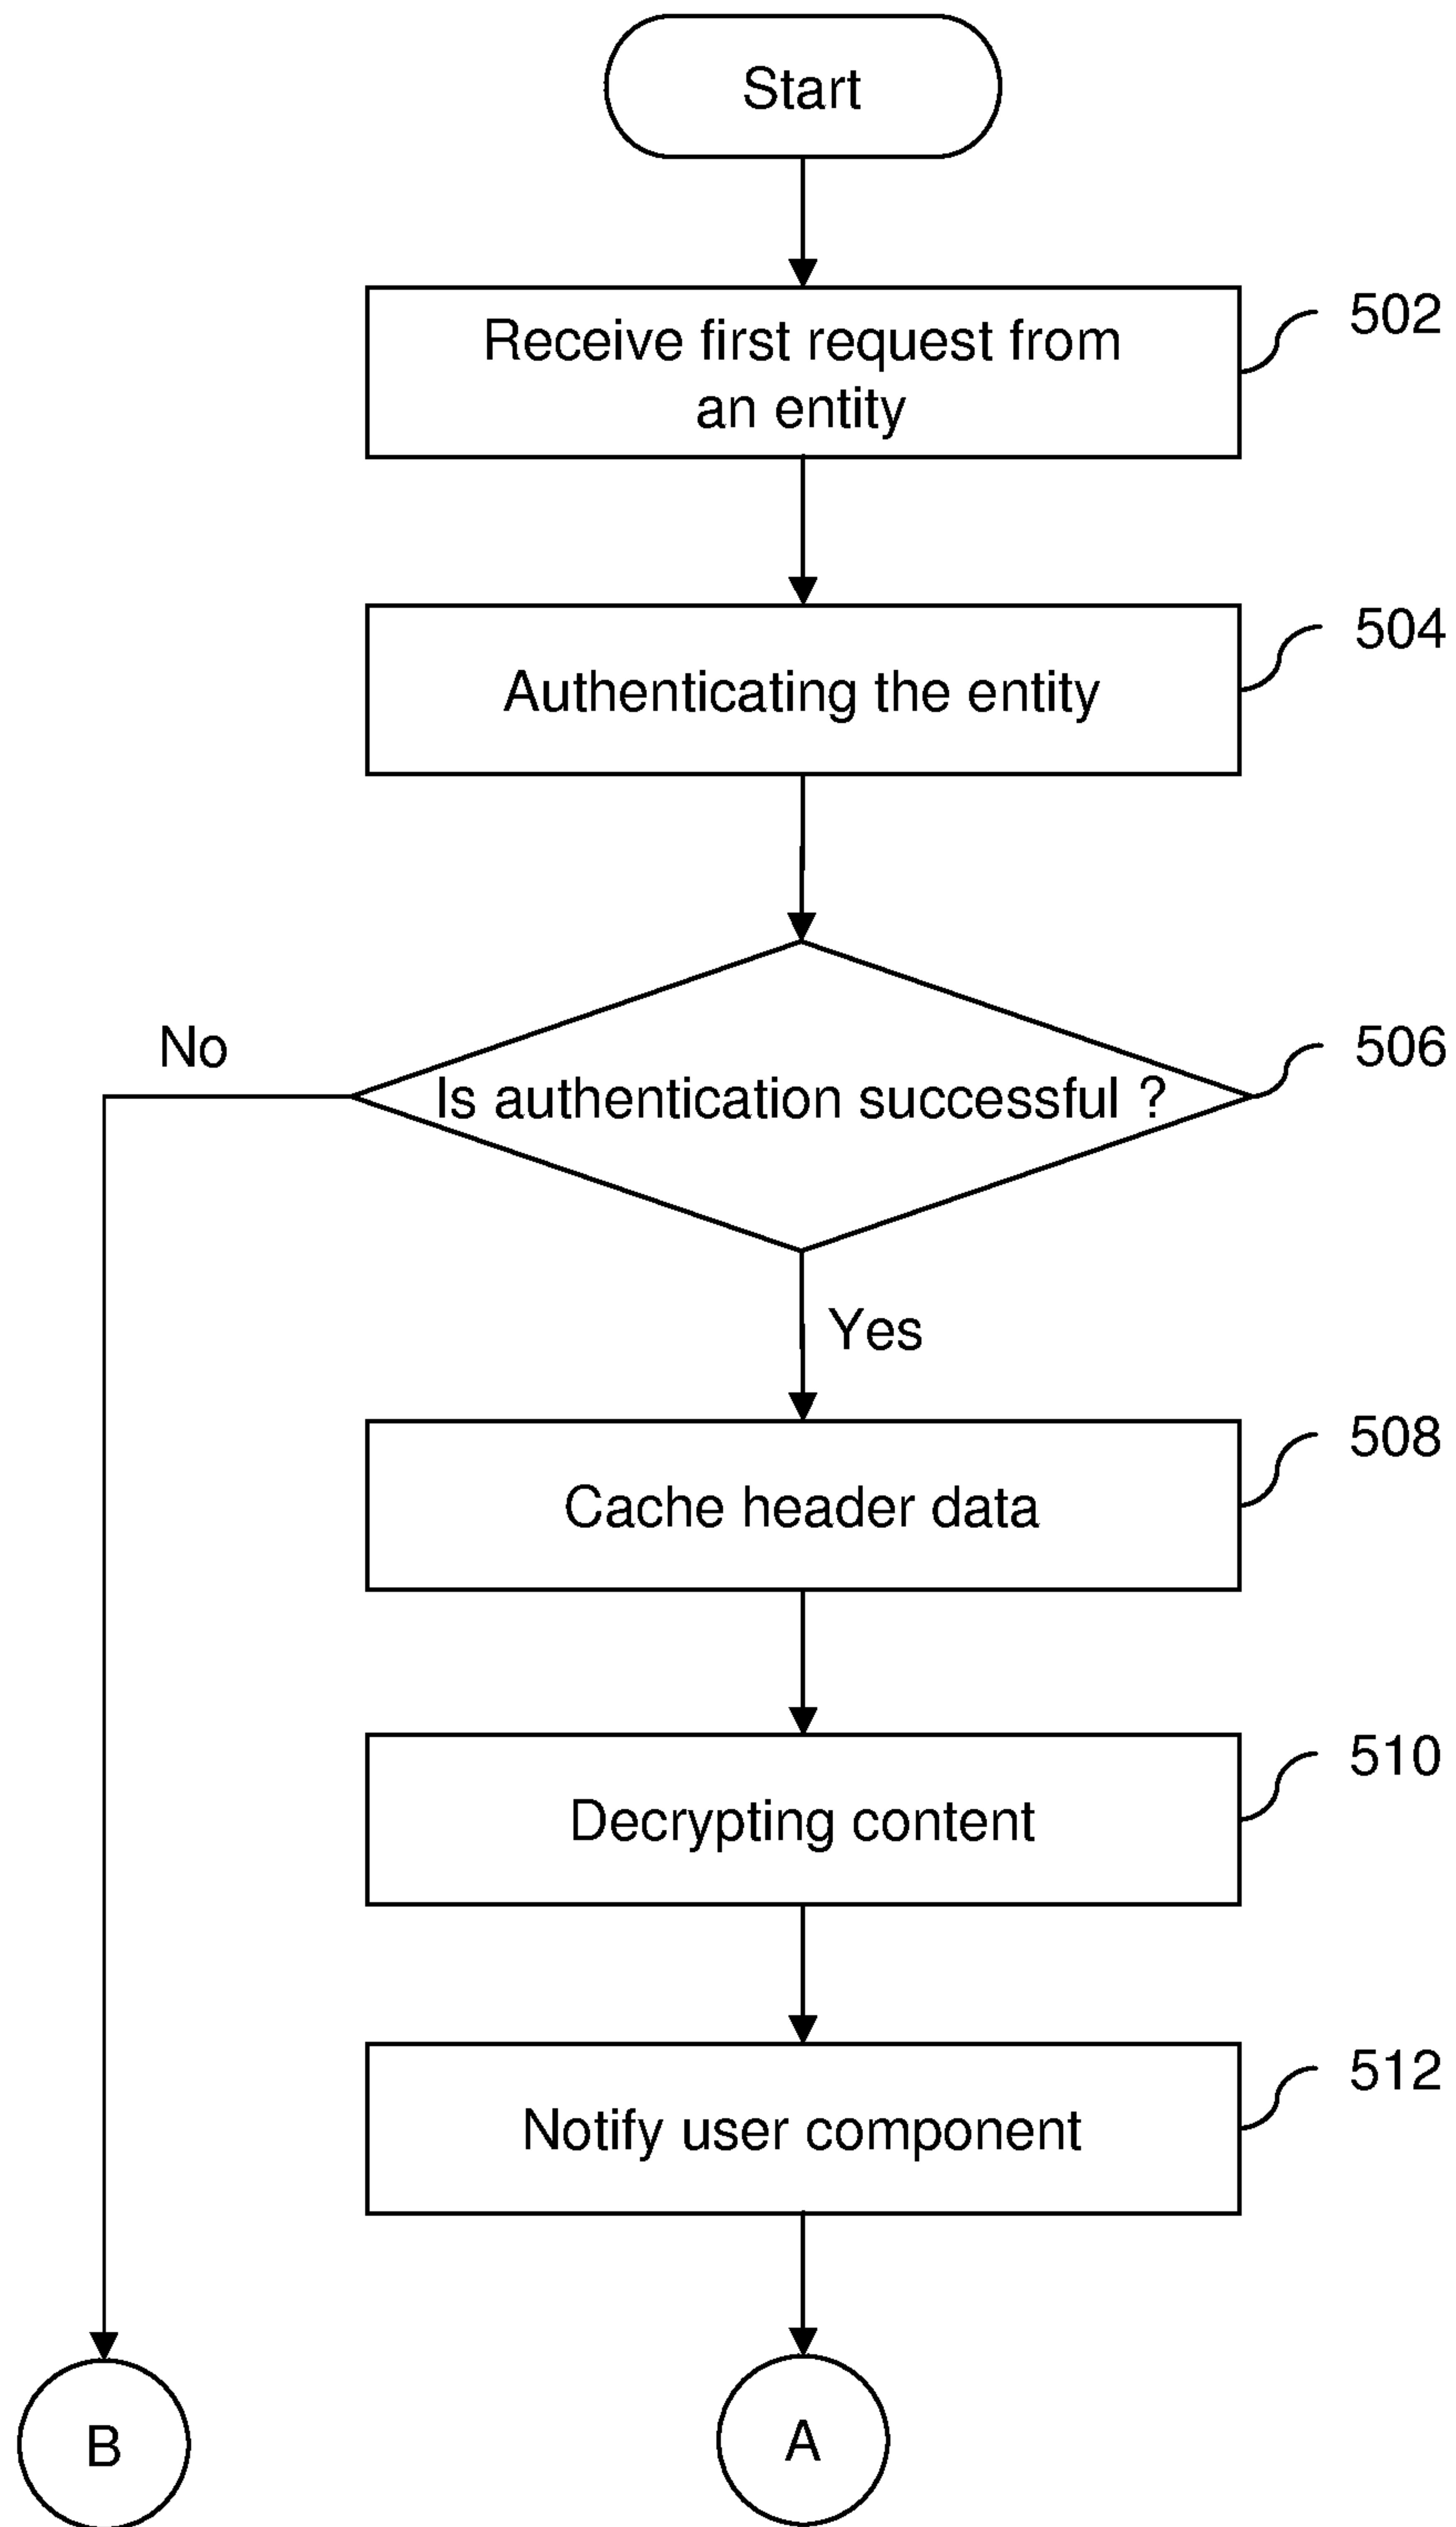 Start
Receive first request from
an entity
502
Authenticating the entity
504
No
Is authentication successful ?
506
Yes
Cache header data
508
Decrypting content
510
Notify user component
512
B
A